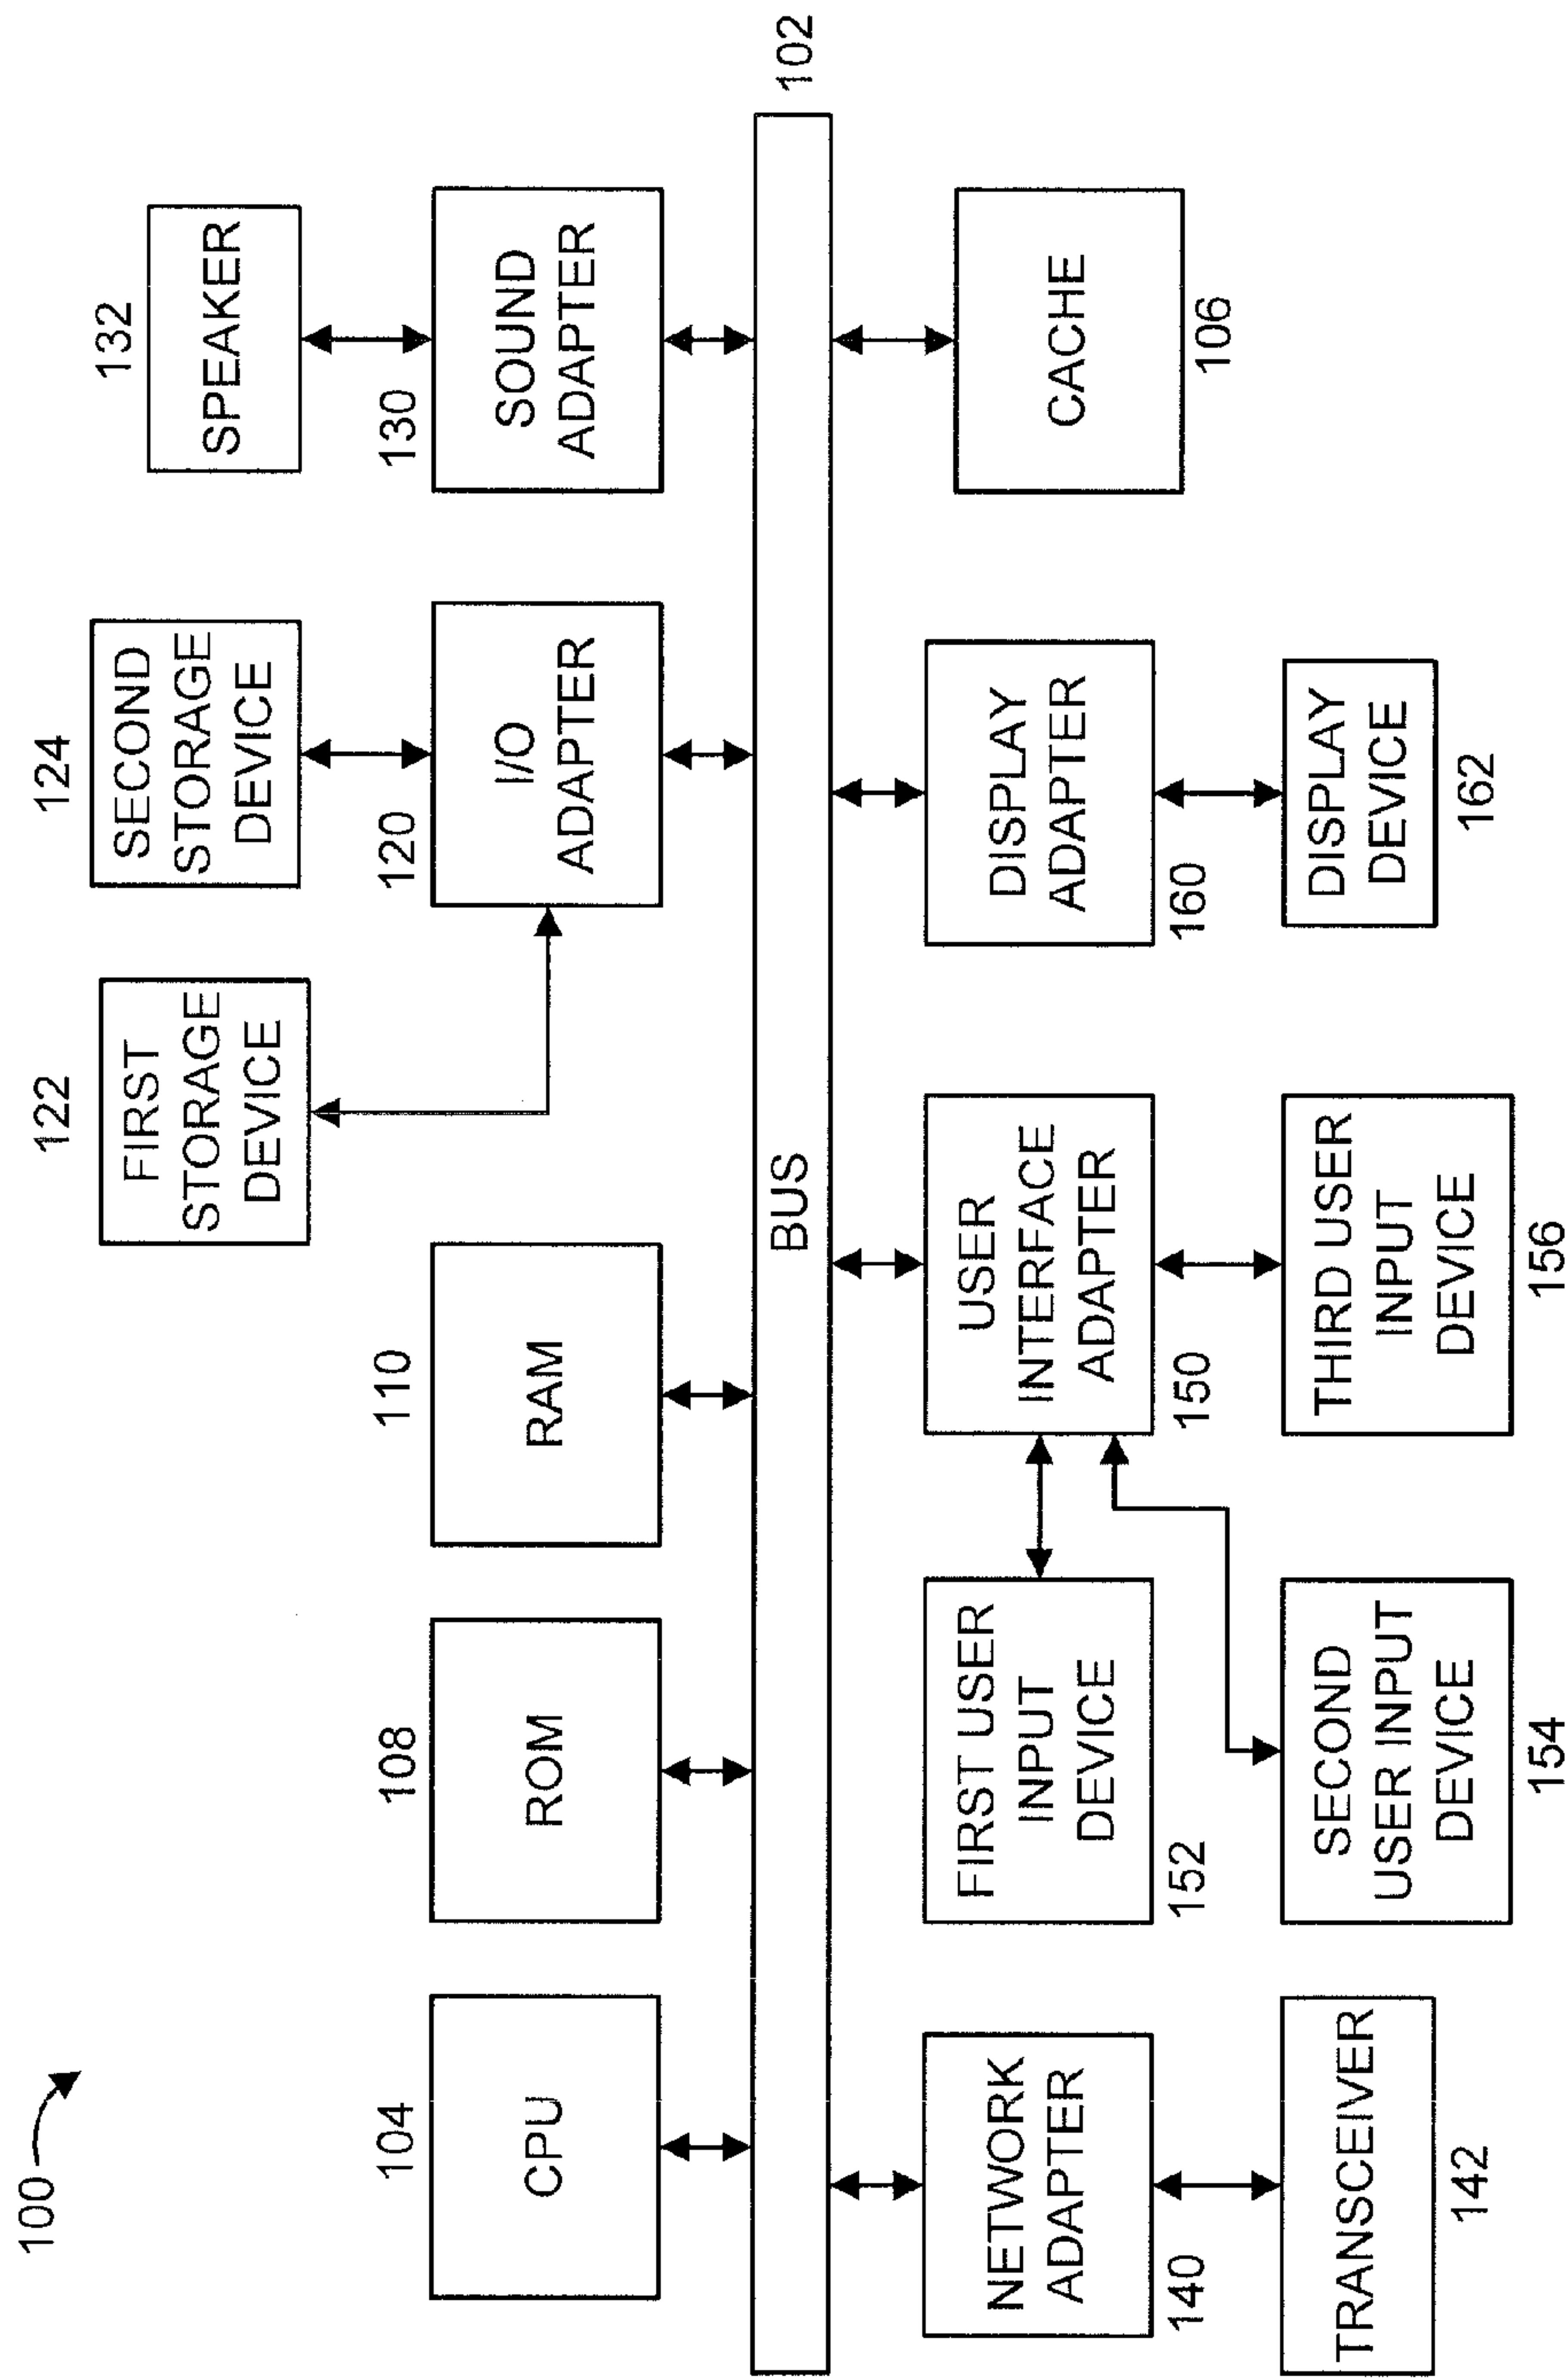 100
132
SPEAKER
130
SOUND
ADAPTER
124
SECOND
STORAGE
DEVICE
120
I/O
ADAPTER
122
FIRST
STORAGE
DEVICE
110
RAM
108
ROM
104
CPU
BUS
102
NETWORK
ADAPTER
140
TRANSCEIVER
142
FIRST USER
INPUT
DEVICE
152
SECOND
USER INPUT
DEVICE
154
USER
INTERFACE
ADAPTER
150
THIRD USER
INPUT
DEVICE
156
DISPLAY
ADAPTER
160
DISPLAY
DEVICE
162
CACHE
106